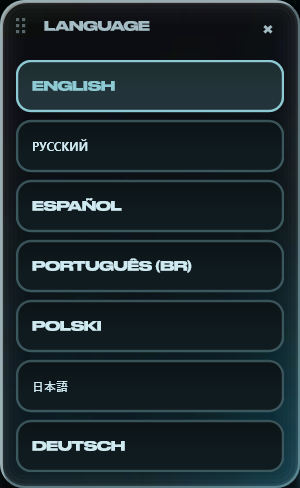 LANGUAGE
ENGLISH
РУССКИЙ
ESPAÑOL
PORTUGUÊS (BR)
POLSKI
日本語
DEUTSCH